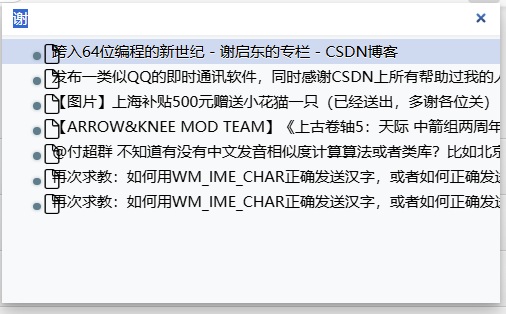 谢
跨入64位编程的新世纪 - 谢启东的专栏 - CSDN博客
发布一类似QQ的即时通讯软件，同时感谢CSDN上所有帮助过我的
【图片】上海补贴500元赠送小花猫一只（已经送出，多谢各位关）
【ARROW&KNEE MOD TEAM】《上古卷轴5：天际 中箭组两周年
@付超群 不知道有没有中文发音相似度计算算法或者类库？比如北京
再次求教：如何用WM_IME_CHAR正确发送汉字，或者如何正确发送
再次求教：如何用WM_IME_CHAR正确发送汉字，或者如何正确发送